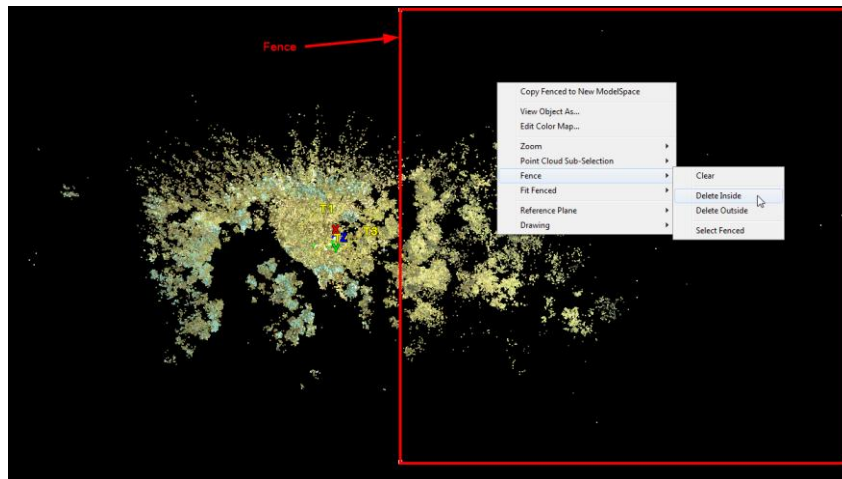 Fence
Copy Fenced to New ModelSpace
View Object As...
Edit Color Map...
Zoom
Point Cloud Sub-Selection
Fence
Clear
Fit Fenced
Delete Inside
Reference Plane
Delete Outside
Drawing
Select Fenced
T1
T3